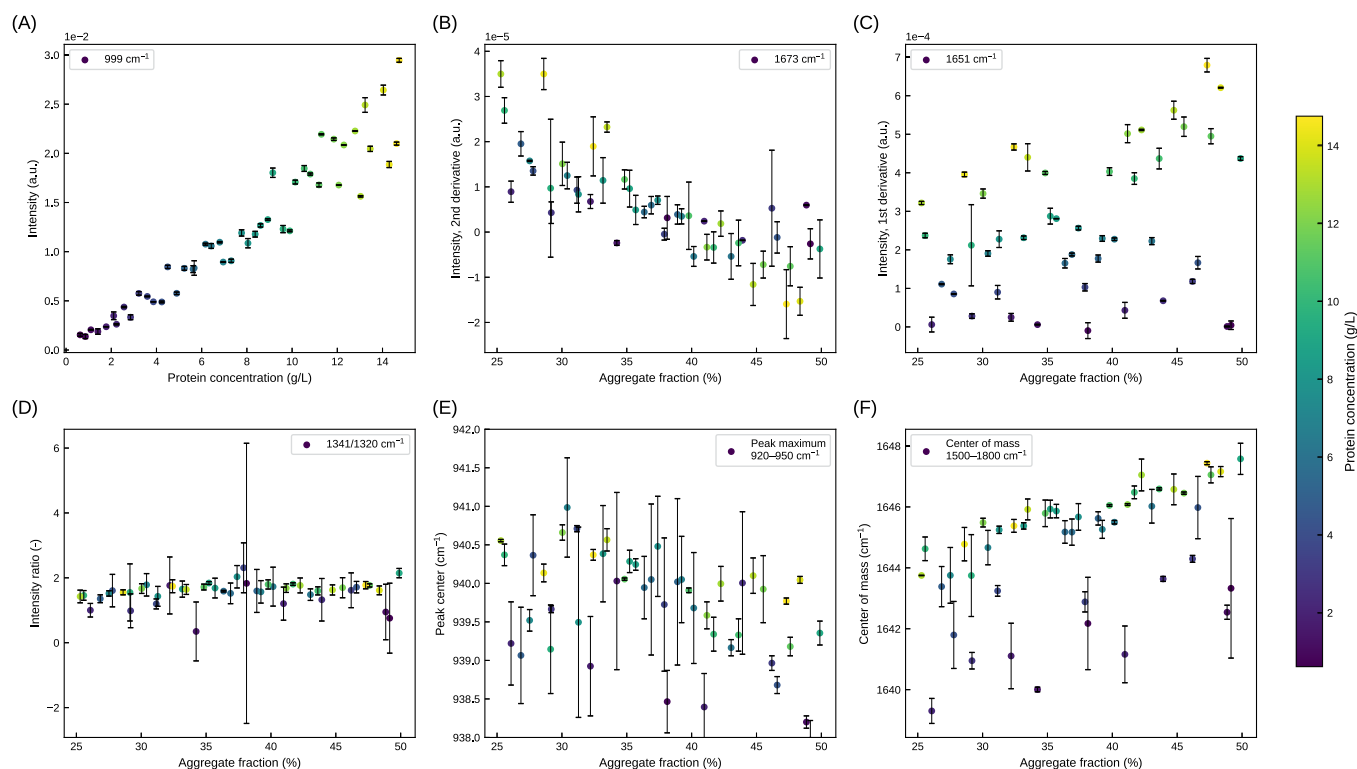 (A)
1e−2
999 cm⁻¹
Intensity (a.u.)
3.0
2.5
2.0
1.5
1.0
0.5
0.0
0 2 4 6 8 10 12 14
Protein concentration (g/L)
(B)
1e−5
1673 cm⁻¹
Intensity, 2nd derivative (a.u.)
4
3
2
1
0
−1
−2
25 30 35 40 45 50
Aggregate fraction (%)
(C)
1e−4
1651 cm⁻¹
Intensity, 1st derivative (a.u.)
7
6
5
4
3
2
1
0
25 30 35 40 45 50
Aggregate fraction (%)
(D)
1341/1320 cm⁻¹
Intensity ratio (-)
6
4
2
0
−2
25 30 35 40 45 50
Aggregate fraction (%)
(E)
Peak maximum
920–950 cm⁻¹
Peak center (cm⁻¹)
942.0
941.5
941.0
940.5
940.0
939.5
939.0
938.5
938.0
25 30 35 40 45 50
Aggregate fraction (%)
(F)
Center of mass
1500–1800 cm⁻¹
Center of mass (cm⁻¹)
1648
1646
1644
1642
1640
25 30 35 40 45 50
Aggregate fraction (%)
14
12
10
8
6
4
2
Protein concentration (g/L)